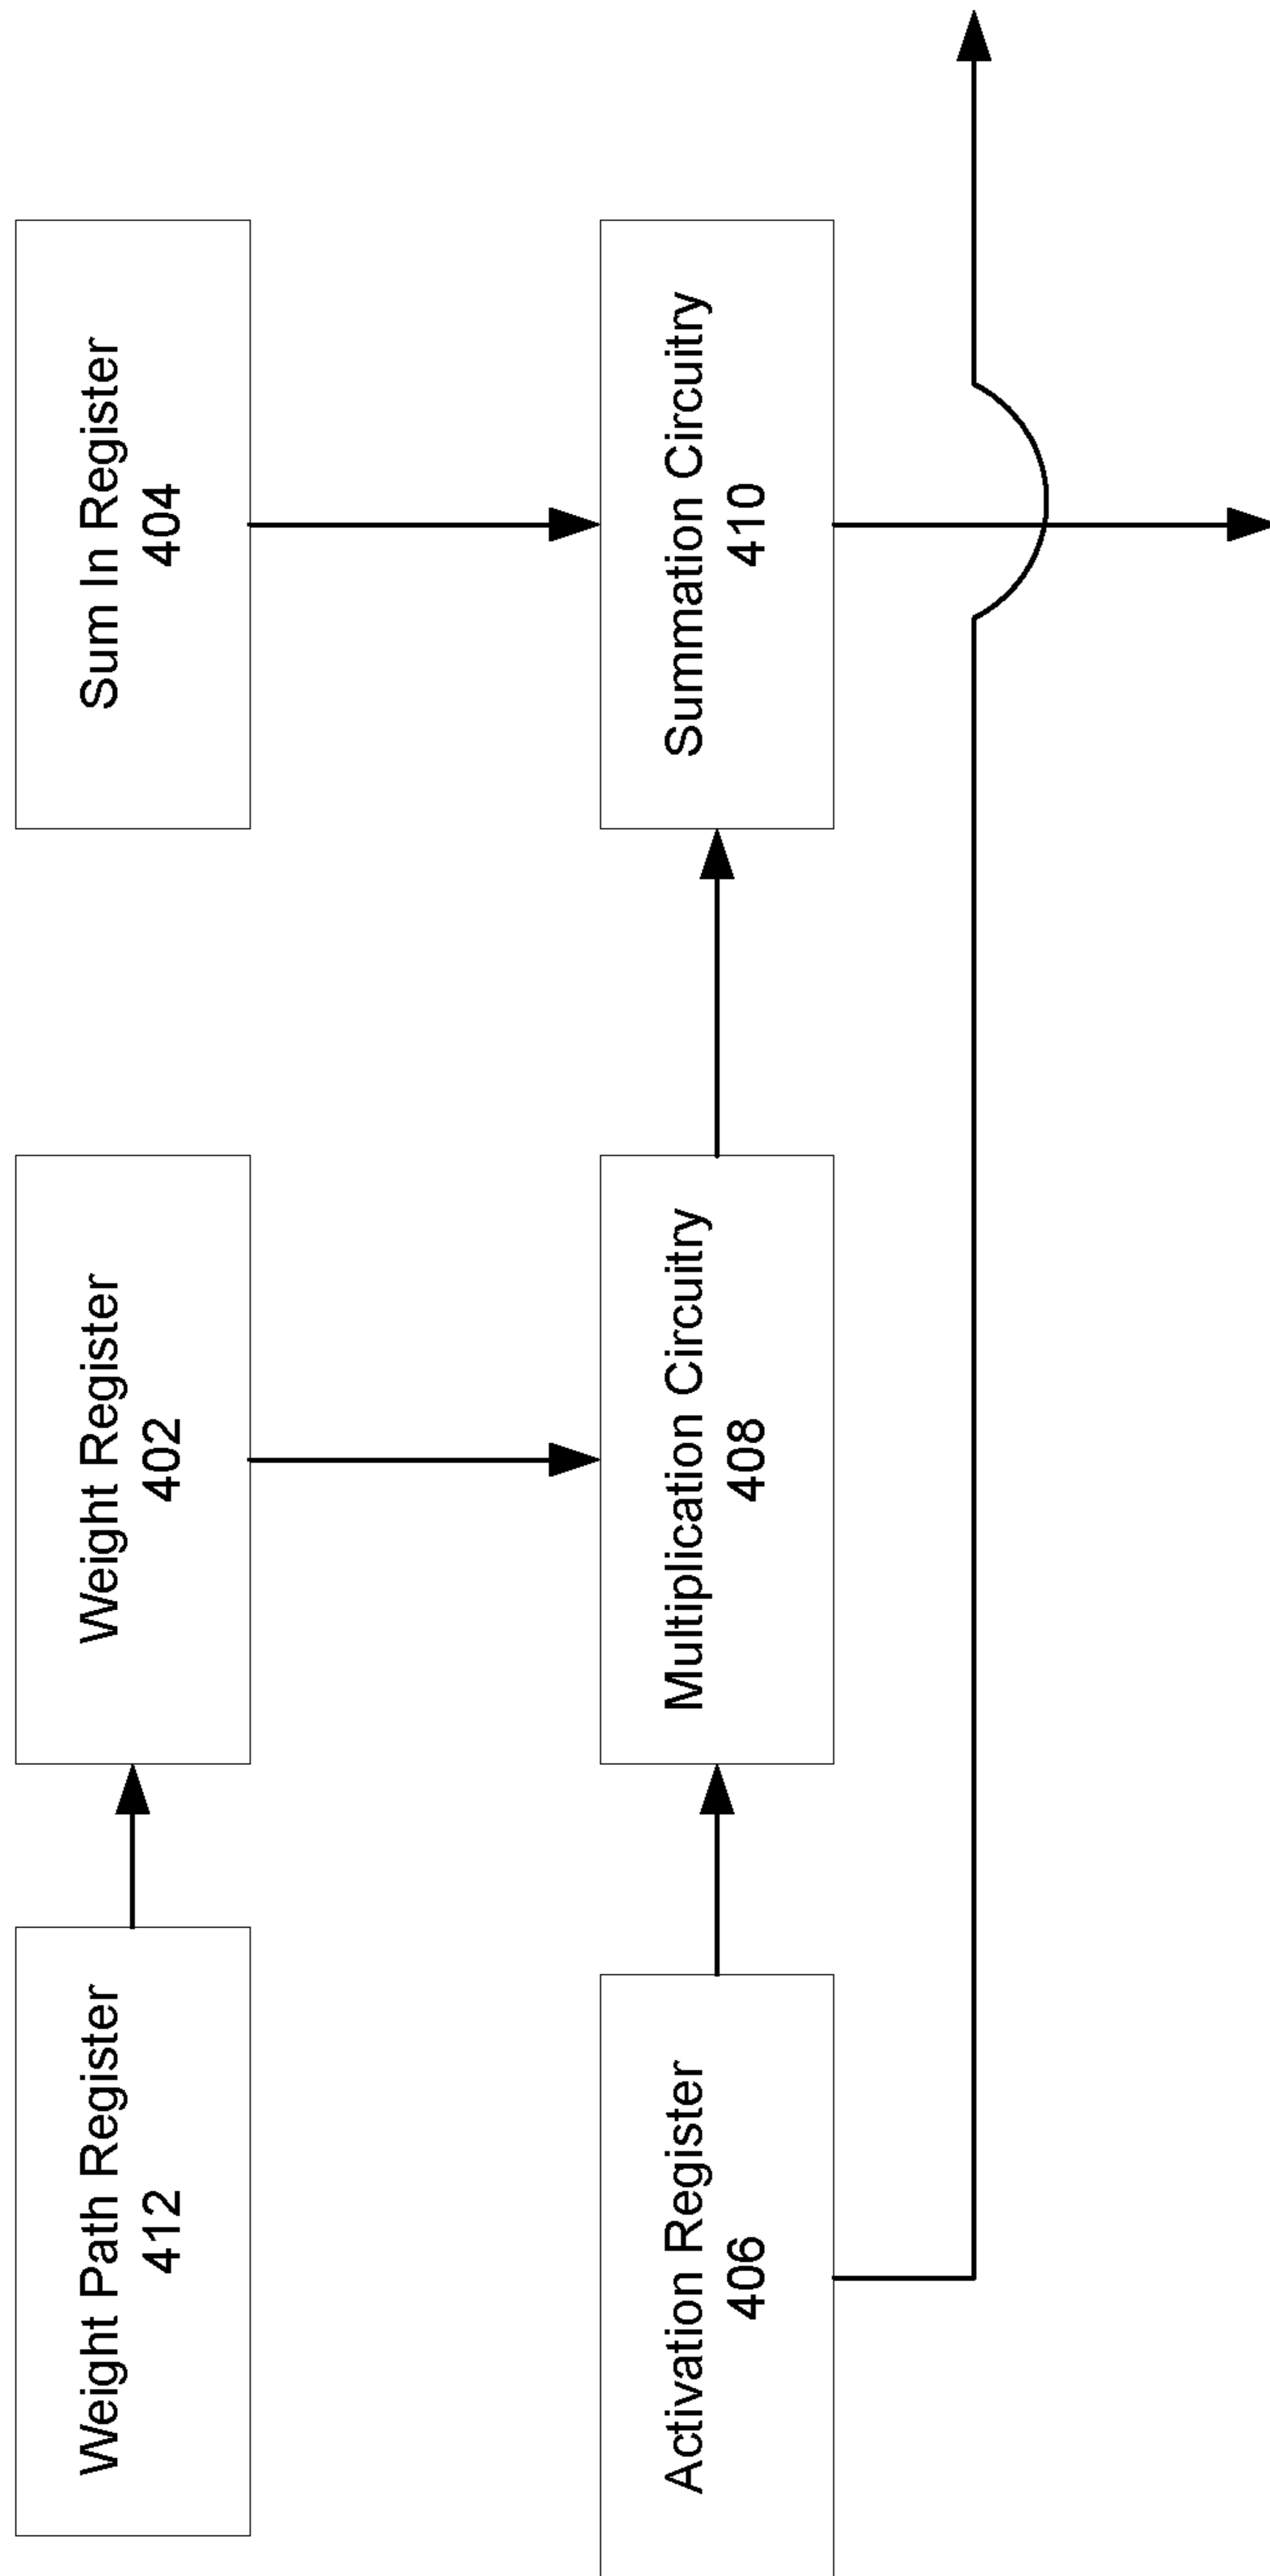 Weight Path Register
412
Weight Register
402
Sum In Register
404
Activation Register
406
Multiplication Circuitry
408
Summation Circuitry
410